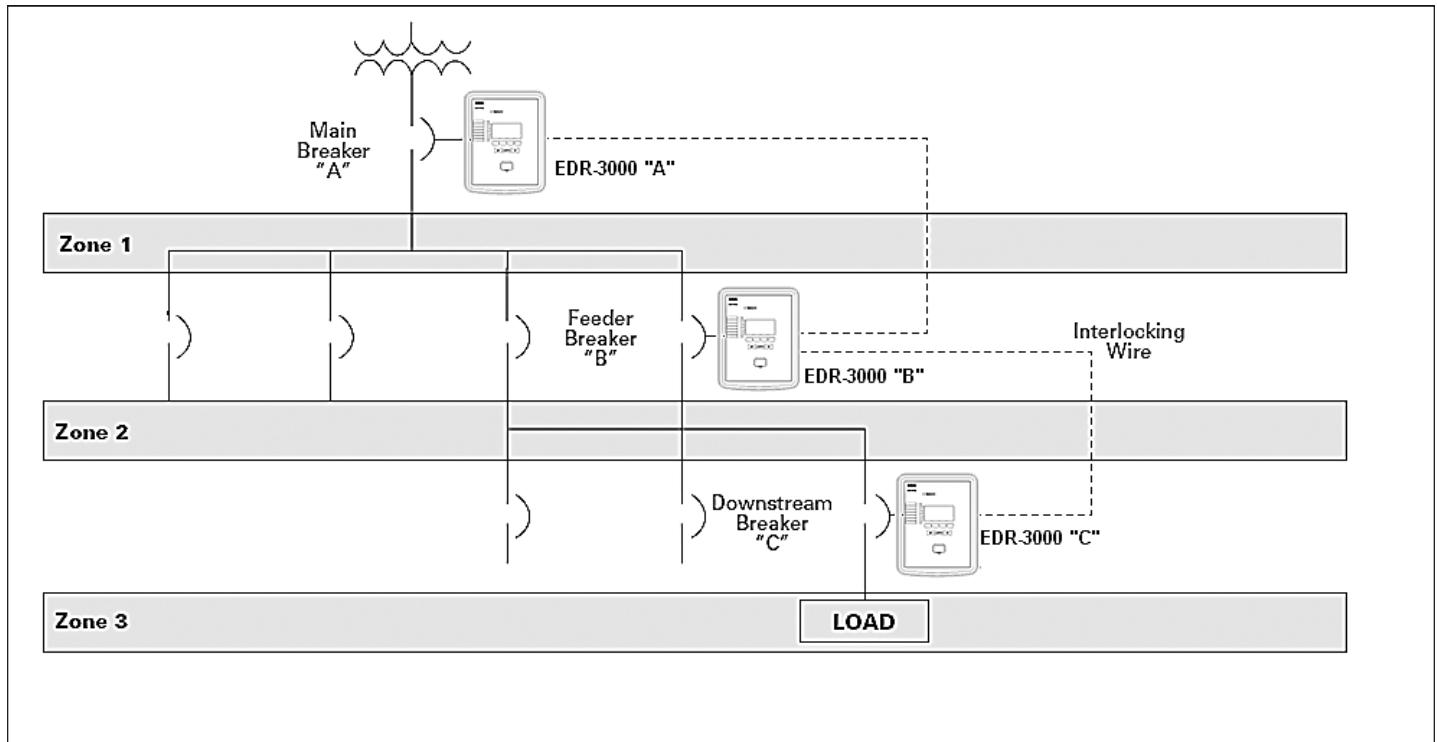 Main
Breaker
"A"
EDR-3000 "A"
Zone 1
Feeder
Breaker
"B"
EDR-3000 "B"
Interlocking
Wire
Zone 2
Downstream
Breaker
"C"
EDR-3000 "C"
Zone 3
LOAD